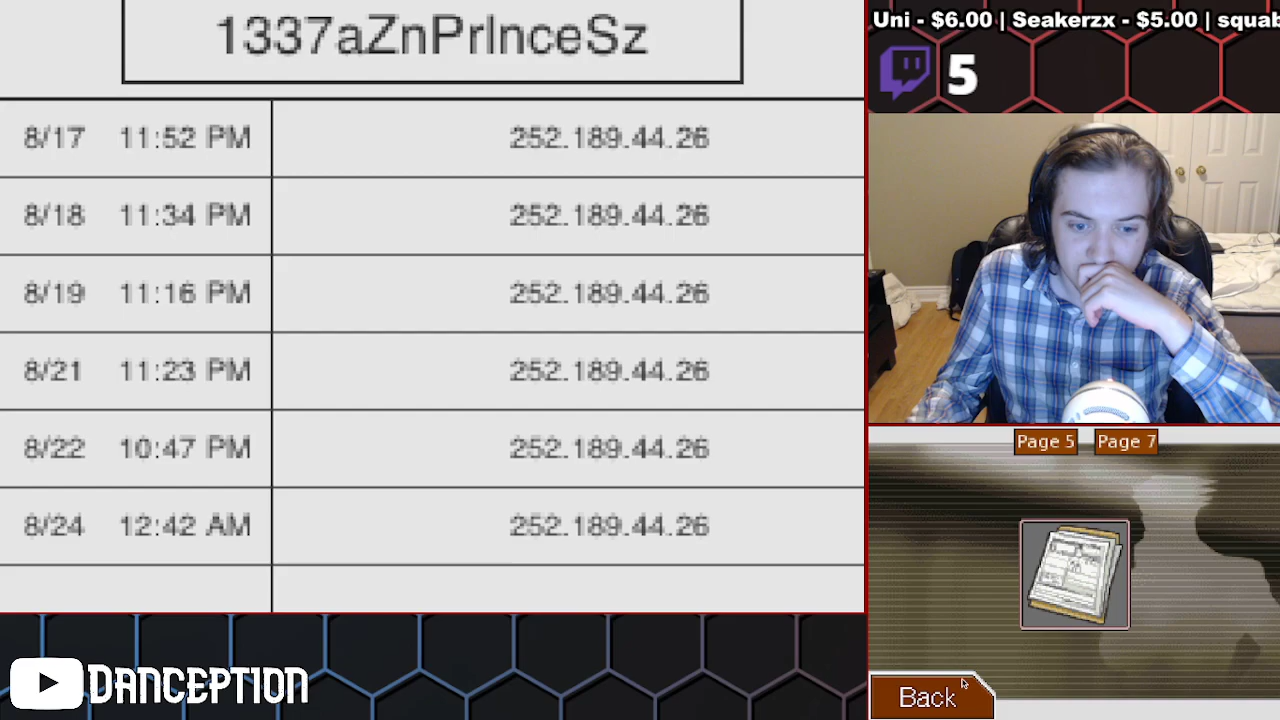 1337aZnPrInceSz
8/17 11:52 PM 252.189.44.26
8/18 11:34 PM 252.189.44.26
8/19 11:16 PM 252.189.44.26
8/21 11:23 PM 252.189.44.26
8/22 10:47 PM 252.189.44.26
8/24 12:42 AM 252.189.44.26
Uni - $6.00 | Seakerzx - $5.00 | squab
5
Page 5 Page 7
Back
DANCEPTION